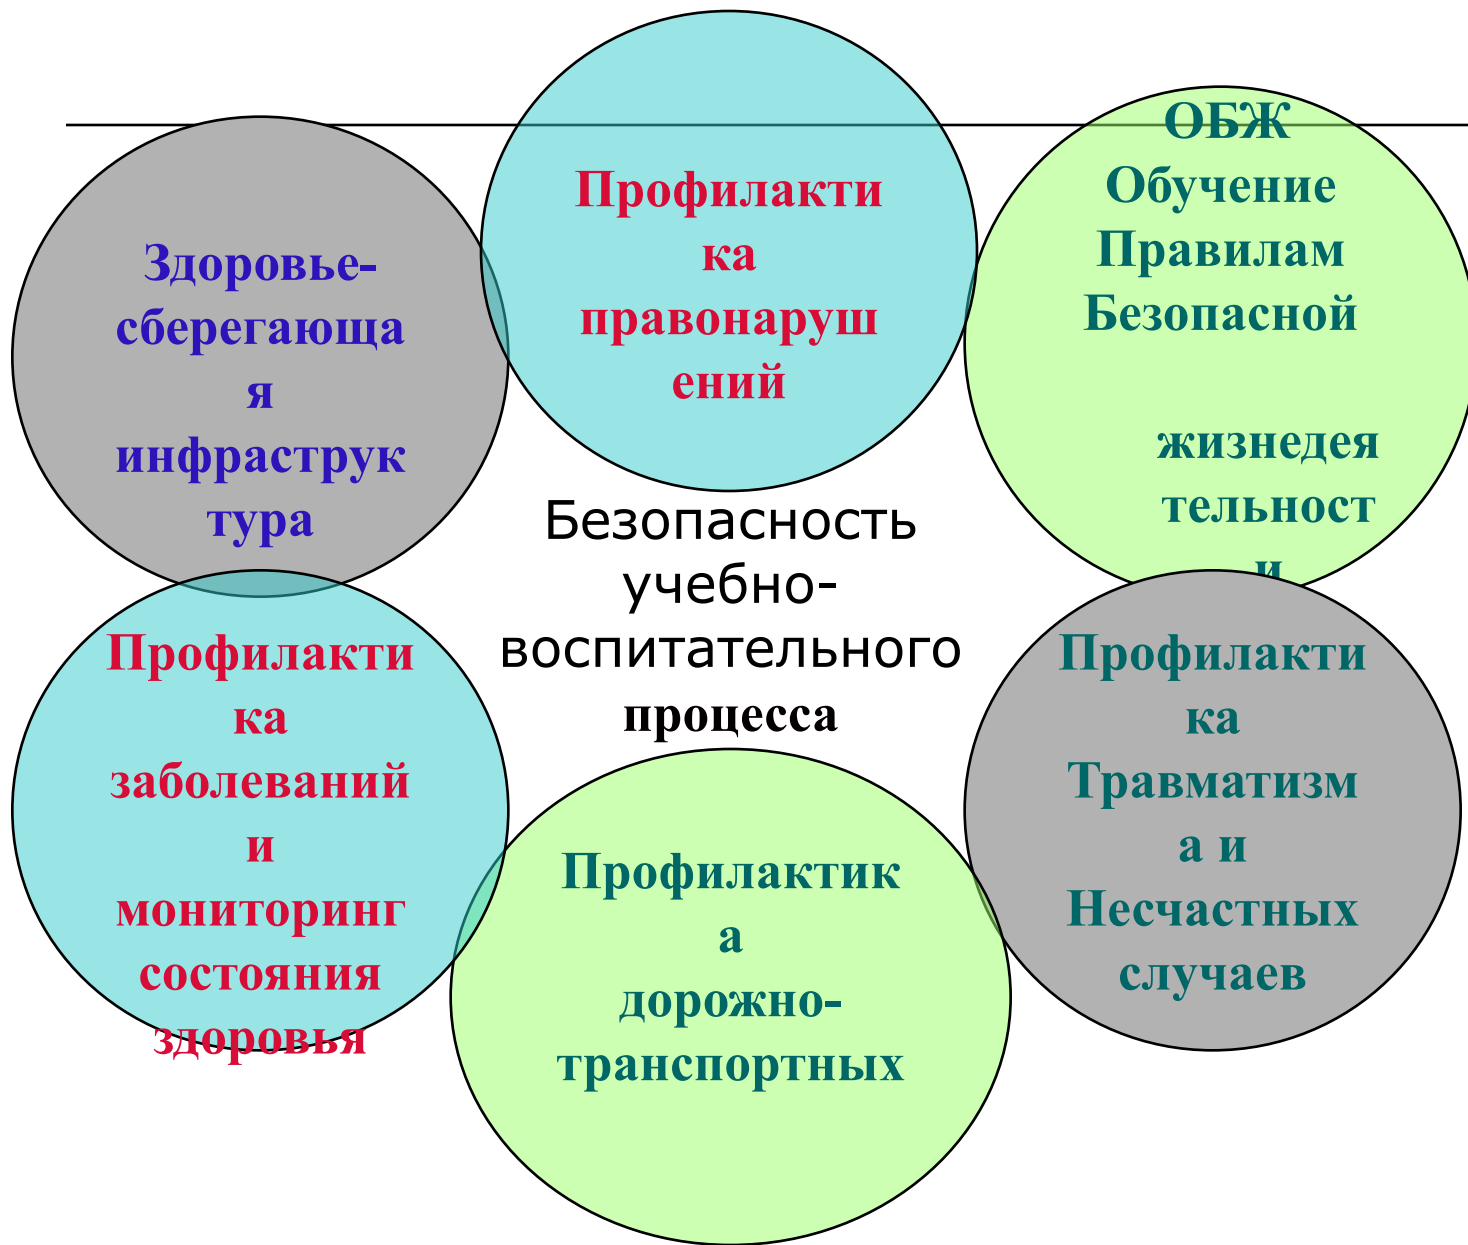 Профилакти
ка
правонаруш
ений
ОБЖ
Обучение
Правилам
Безопасной
жизнедея
тельност
и
Здоровье-
сберегающа
я
инфраструк
тура
Безопасность
учебно-
воспитательного
процесса
Профилакти
ка
заболеваний
и
мониторинг
состояния
здоровья
Профилактик
а
дорожно-
транспортных
Профилакти
ка
Травматизм
а и
Несчастных
случаев